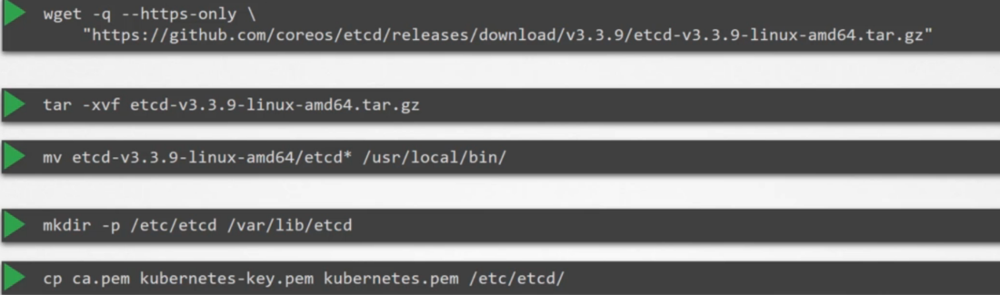 wget -q --https-only \
"https://github.com/coreos/etcd/releases/download/v3.3.9/etcd-v3.3.9-linux-amd64.tar.gz"
tar -xvf etcd-v3.3.9-linux-amd64.tar.gz
mv etcd-v3.3.9-linux-amd64/etcd* /usr/local/bin/
mkdir -p /etc/etcd /var/lib/etcd
cp ca.pem kubernetes-key.pem kubernetes.pem /etc/etcd/